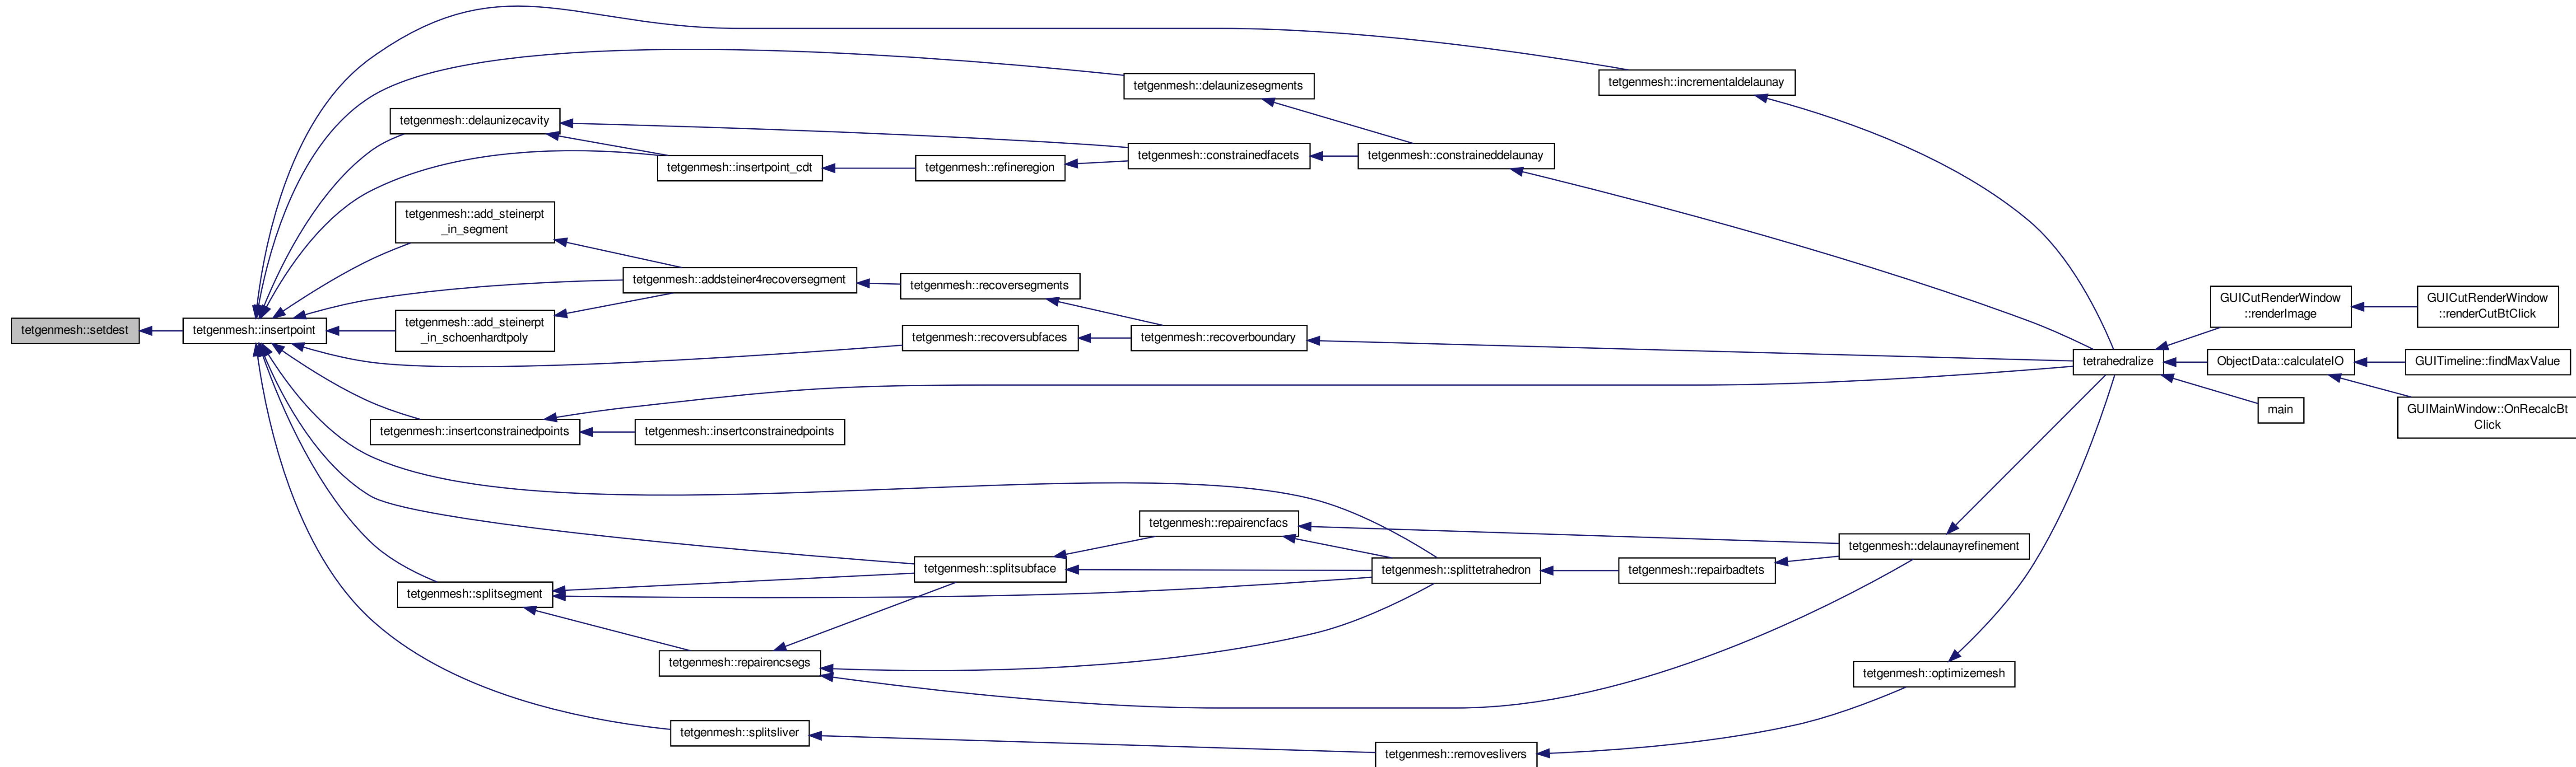 tetgenmesh::setdest
tetgenmesh::insertpoint
tetgenmesh::delaunizecavity
tetgenmesh::insertpoint_cdt
tetgenmesh::add_steinerpt
_in_segment
tetgenmesh::addsteiner4recoversegment
tetgenmesh::add_steinerpt
_in_schoenhardtpoly
tetgenmesh::insertconstrainedpoints
tetgenmesh::insertconstrainedpoints
tetgenmesh::splitsegment
tetgenmesh::repairencsegs
tetgenmesh::splitsliver
tetgenmesh::refineregion
tetgenmesh::recoversegments
tetgenmesh::recoversubfaces
tetgenmesh::splitsubface
tetgenmesh::delaunizesegments
tetgenmesh::constrainedfacets
tetgenmesh::recoverboundary
tetgenmesh::repairencfacs
tetgenmesh::constraineddelaunay
tetgenmesh::splittetrahedron
tetgenmesh::removeslivers
tetgenmesh::incrementaldelaunay
tetgenmesh::repairbadtets
tetgenmesh::delaunayrefinement
tetgenmesh::optimizemesh
tetrahedralize
GUICutRenderWindow
::renderImage
ObjectData::calculateIO
main
GUICutRenderWindow
::renderCutBtClick
GUITimeline::findMaxValue
GUIMainWindow::OnRecalcBt
Click